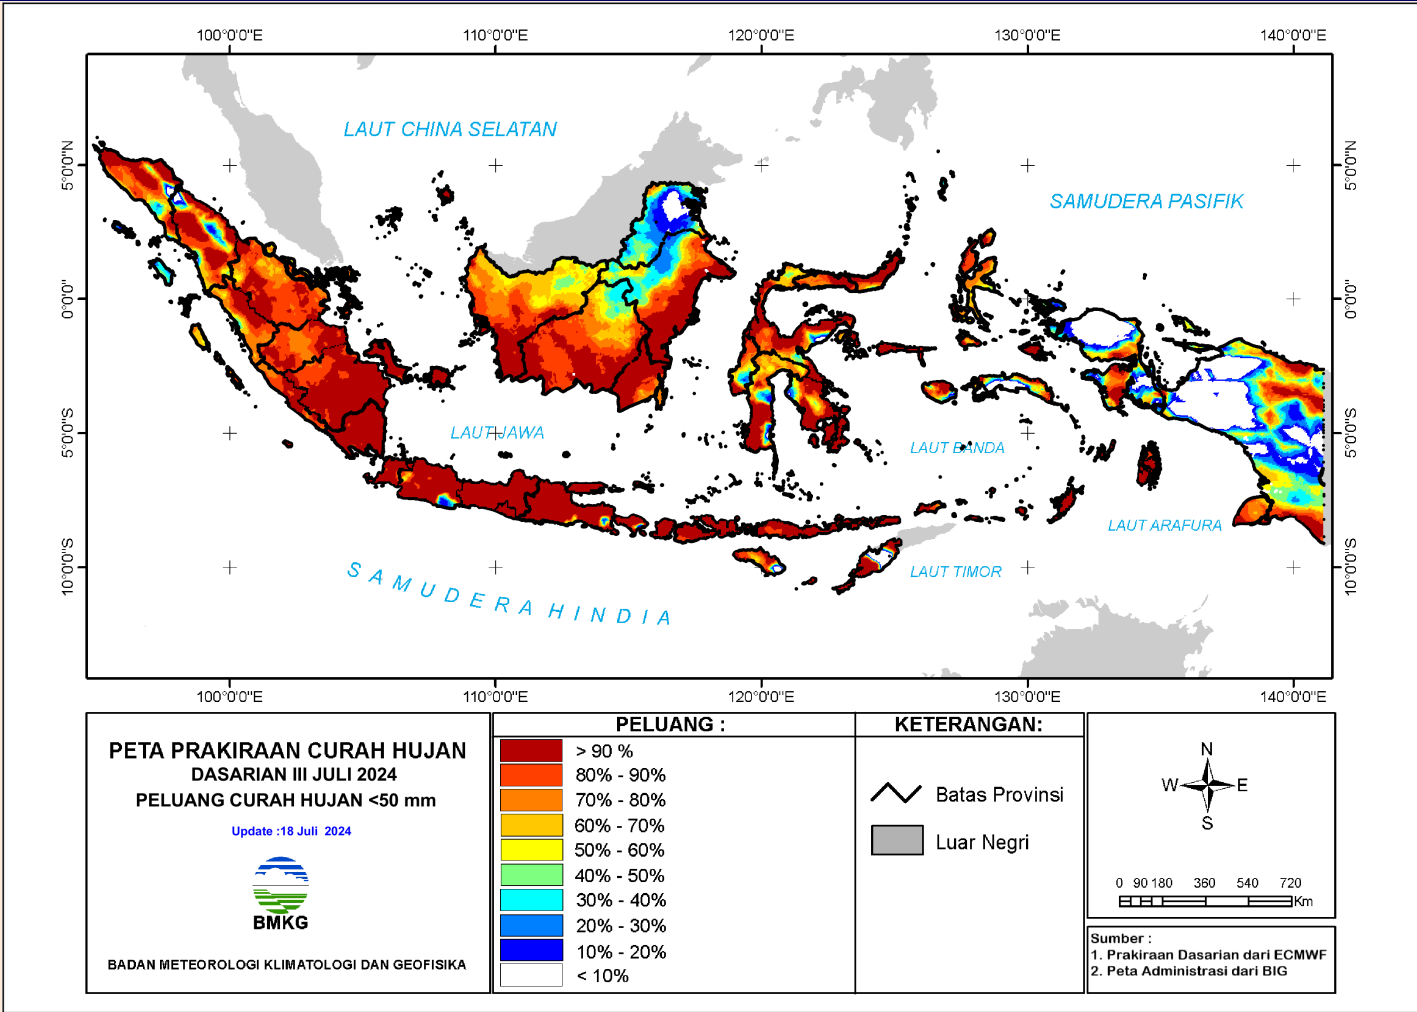 100°0'0"E 110°0'0"E 120°0'0"E 130°0'0"E 140°0'0"E
LAUT CHINA SELATAN
5°0'0"N 5°0'0"N
SAMUDERA PASIFIK
0°0'0" 0°0'0"
LAUT JAWA
5°0'0"S 5°0'0"S
LAUT BANDA
LAUT ARAFURA
10°0'0"S 10°0'0"S
LAUT TIMOR
SAMUDERA HINDIA
100°0'0"E 110°0'0"E 120°0'0"E 130°0'0"E 140°0'0"E
PETA PRAKIRAAN CURAH HUJAN
DASARIAN III JULI 2024
PELUANG CURAH HUJAN <50 mm
Update :18 Juli 2024
BMKG
BADAN METEOROLOGI KLIMATOLOGI DAN GEOFISIKA
PELUANG :
> 90 %
80% - 90%
70% - 80%
60% - 70%
50% - 60%
40% - 50%
30% - 40%
20% - 30%
10% - 20%
< 10%
KETERANGAN:
Batas Provinsi
Luar Negri
N
W E
S
0 90 180 360 540 720
Km
Sumber :
1. Prakiraan Dasarian dari ECMWF
2. Peta Administrasi dari BIG